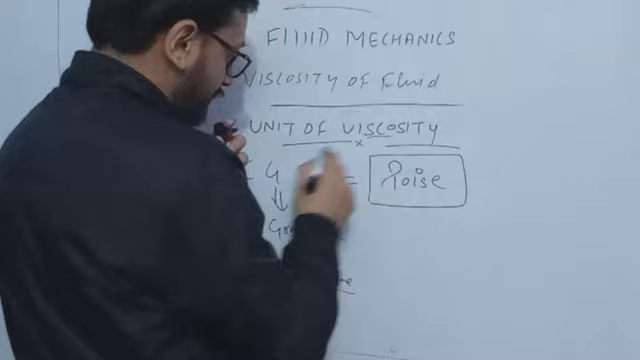 FLUID MECHANICS
VISCOSITY OF Fluid
UNIT OF VISCOSITY
= Poise